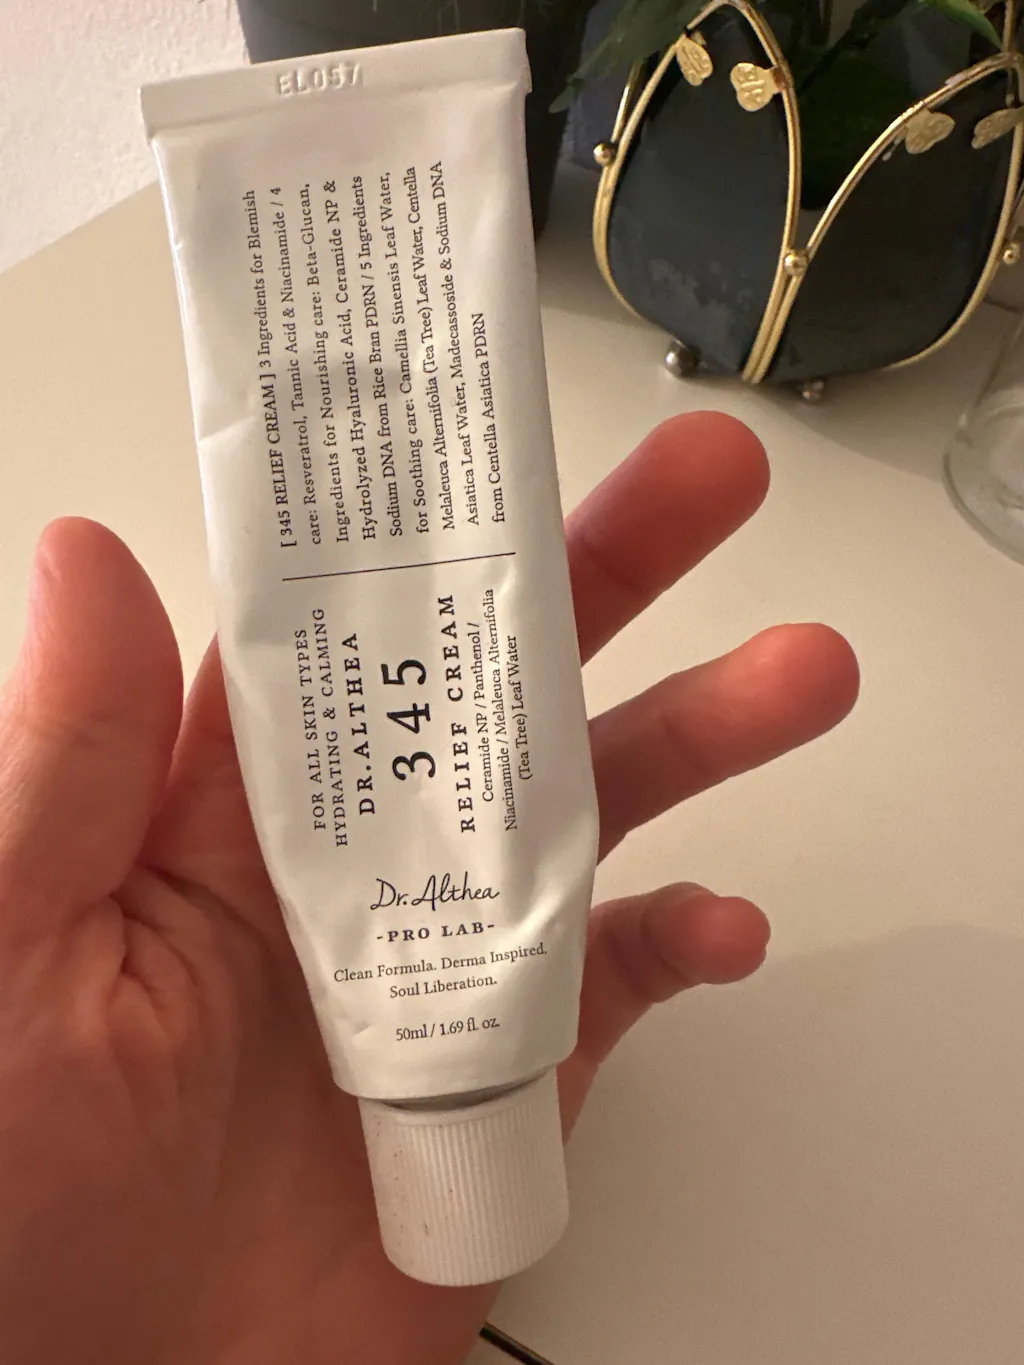 EL057
[ 345 RELIEF CREAM ] 3 Ingredients for Blemish
care: Resveratrol, Tannic Acid & Niacinamide / 4
Ingredients for Nourishing care: Beta-Glucan,
Hydrolyzed Hyaluronic Acid, Ceramide NP &
Sodium DNA from Rice Bran PDRN / 5 Ingredients
for Soothing care: Camellia Sinensis Leaf Water,
Melaleuca Alternifolia (Tea Tree) Leaf Water, Centella
Asiatica Leaf Water, Madecassoside & Sodium DNA
from Centella Asiatica PDRN
FOR ALL SKIN TYPES
HYDRATING & CALMING
DR.ALTHEA
345
RELIEF CREAM
Ceramide NP / Panthenol /
Niacinamide / Melaleuca Alternifolia
(Tea Tree) Leaf Water
Dr.Althea
-PRO LAB-
Clean Formula. Derma Inspired.
Soul Liberation.
50ml / 1.69 fl. oz.